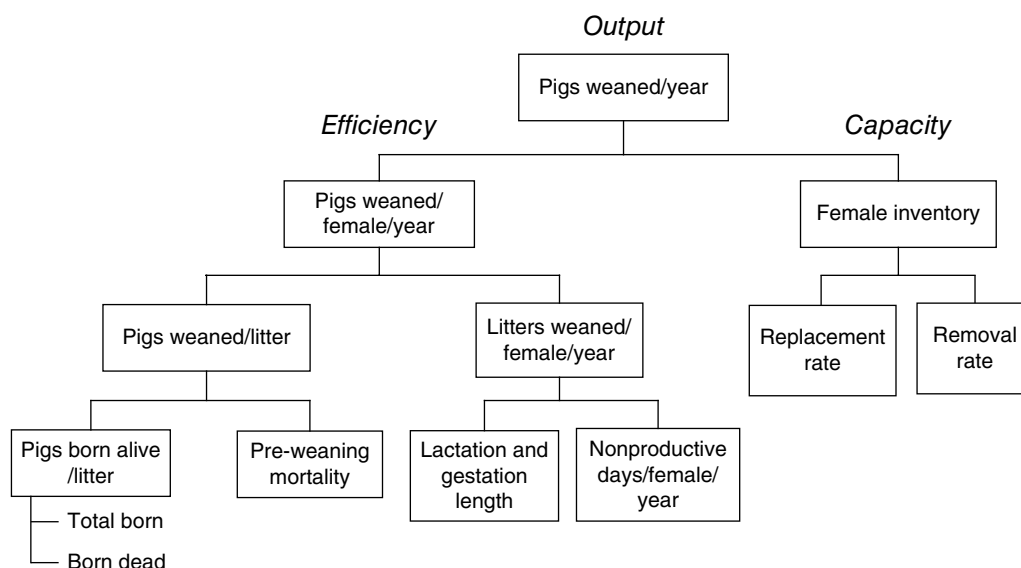 Output
Pigs weaned/year
Efficiency
Capacity
Pigs weaned/
female/year
Female inventory
Pigs weaned/litter
Litters weaned/
female/year
Replacement
rate
Removal
rate
Pigs born alive
/litter
Pre-weaning
mortality
Lactation and
gestation
length
Nonproductive
days/female/
year
Total born
Born dead